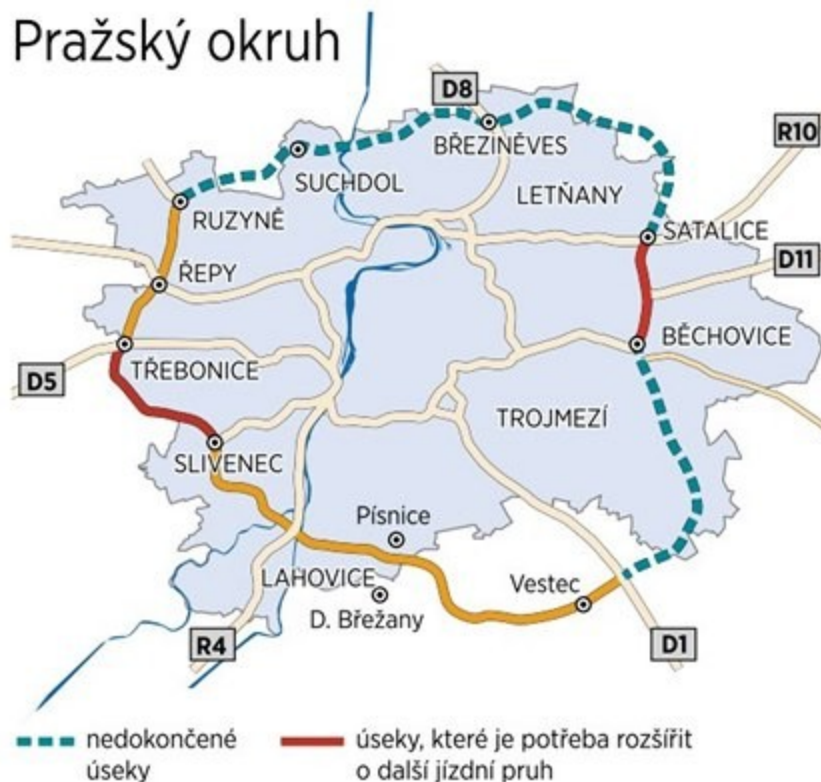 Pražský okruh
D8
R10
BŘEZINĚVES
SUCHDOL
LETŇANY
RUZYNĚ
SATALICE
D11
ŘEPY
BĚCHOVICE
TŘEBONICE
D5
TROJMEZÍ
SLIVENEC
Písnice
LAHOVICE
Vestec
D. Břežany
R4
D1
nedokončené
úseky
úseky, které je potřeba rozšířit
o další jízdní pruh